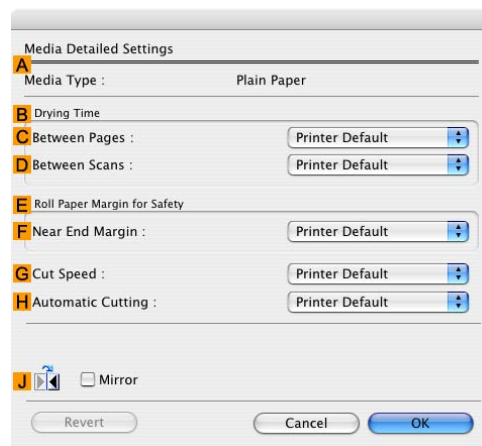 Media Detailed Settings
A
Media Type : Plain Paper
B Drying Time
C Between Pages : Printer Default
D Between Scans : Printer Default
E Roll Paper Margin for Safety
F Near End Margin : Printer Default
G Cut Speed : Printer Default
H Automatic Cutting : Printer Default
J Mirror
Revert Cancel OK